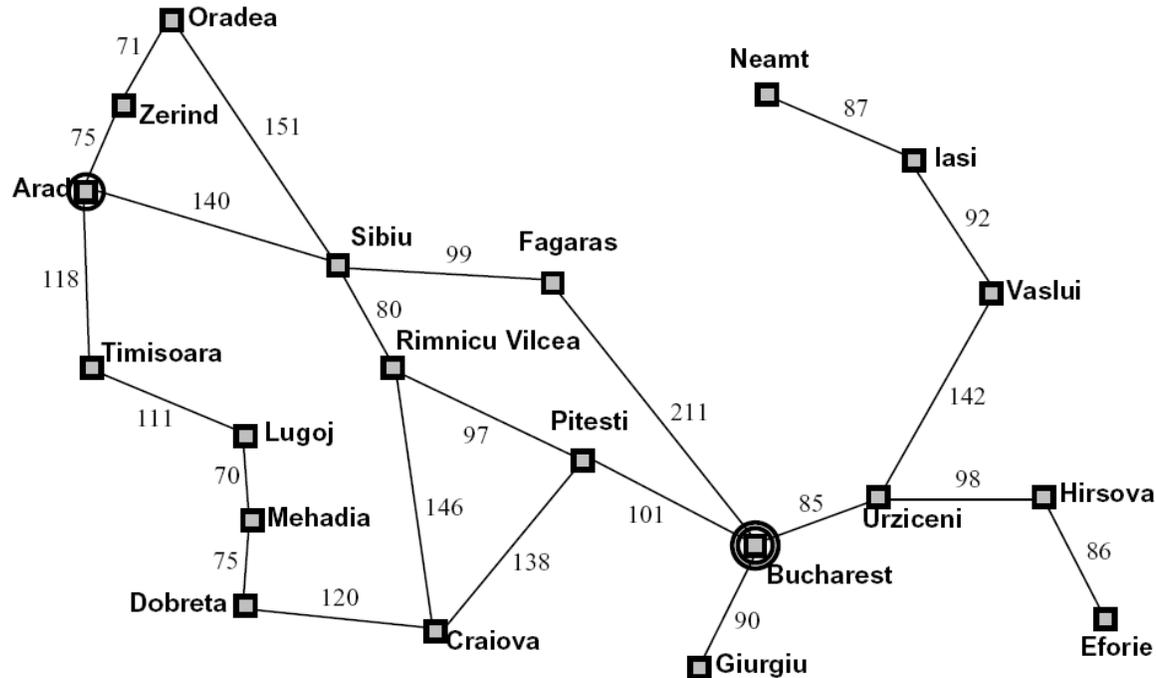 Oradea
71
Neamt
87
Zerind
151
75
Iasi
Arad
140
92
Sibiu
Fagaras
99
118
Vaslui
80
Rimnicu Vilcea
Timisoara
142
211
111
Pitesti
Lugoj
97
70
98
Hirsova
146
101
85
Urziceni
Mehadia
86
75
138
Bucharest
Dobreta
120
90
Craiova
Eforie
Giurgiu